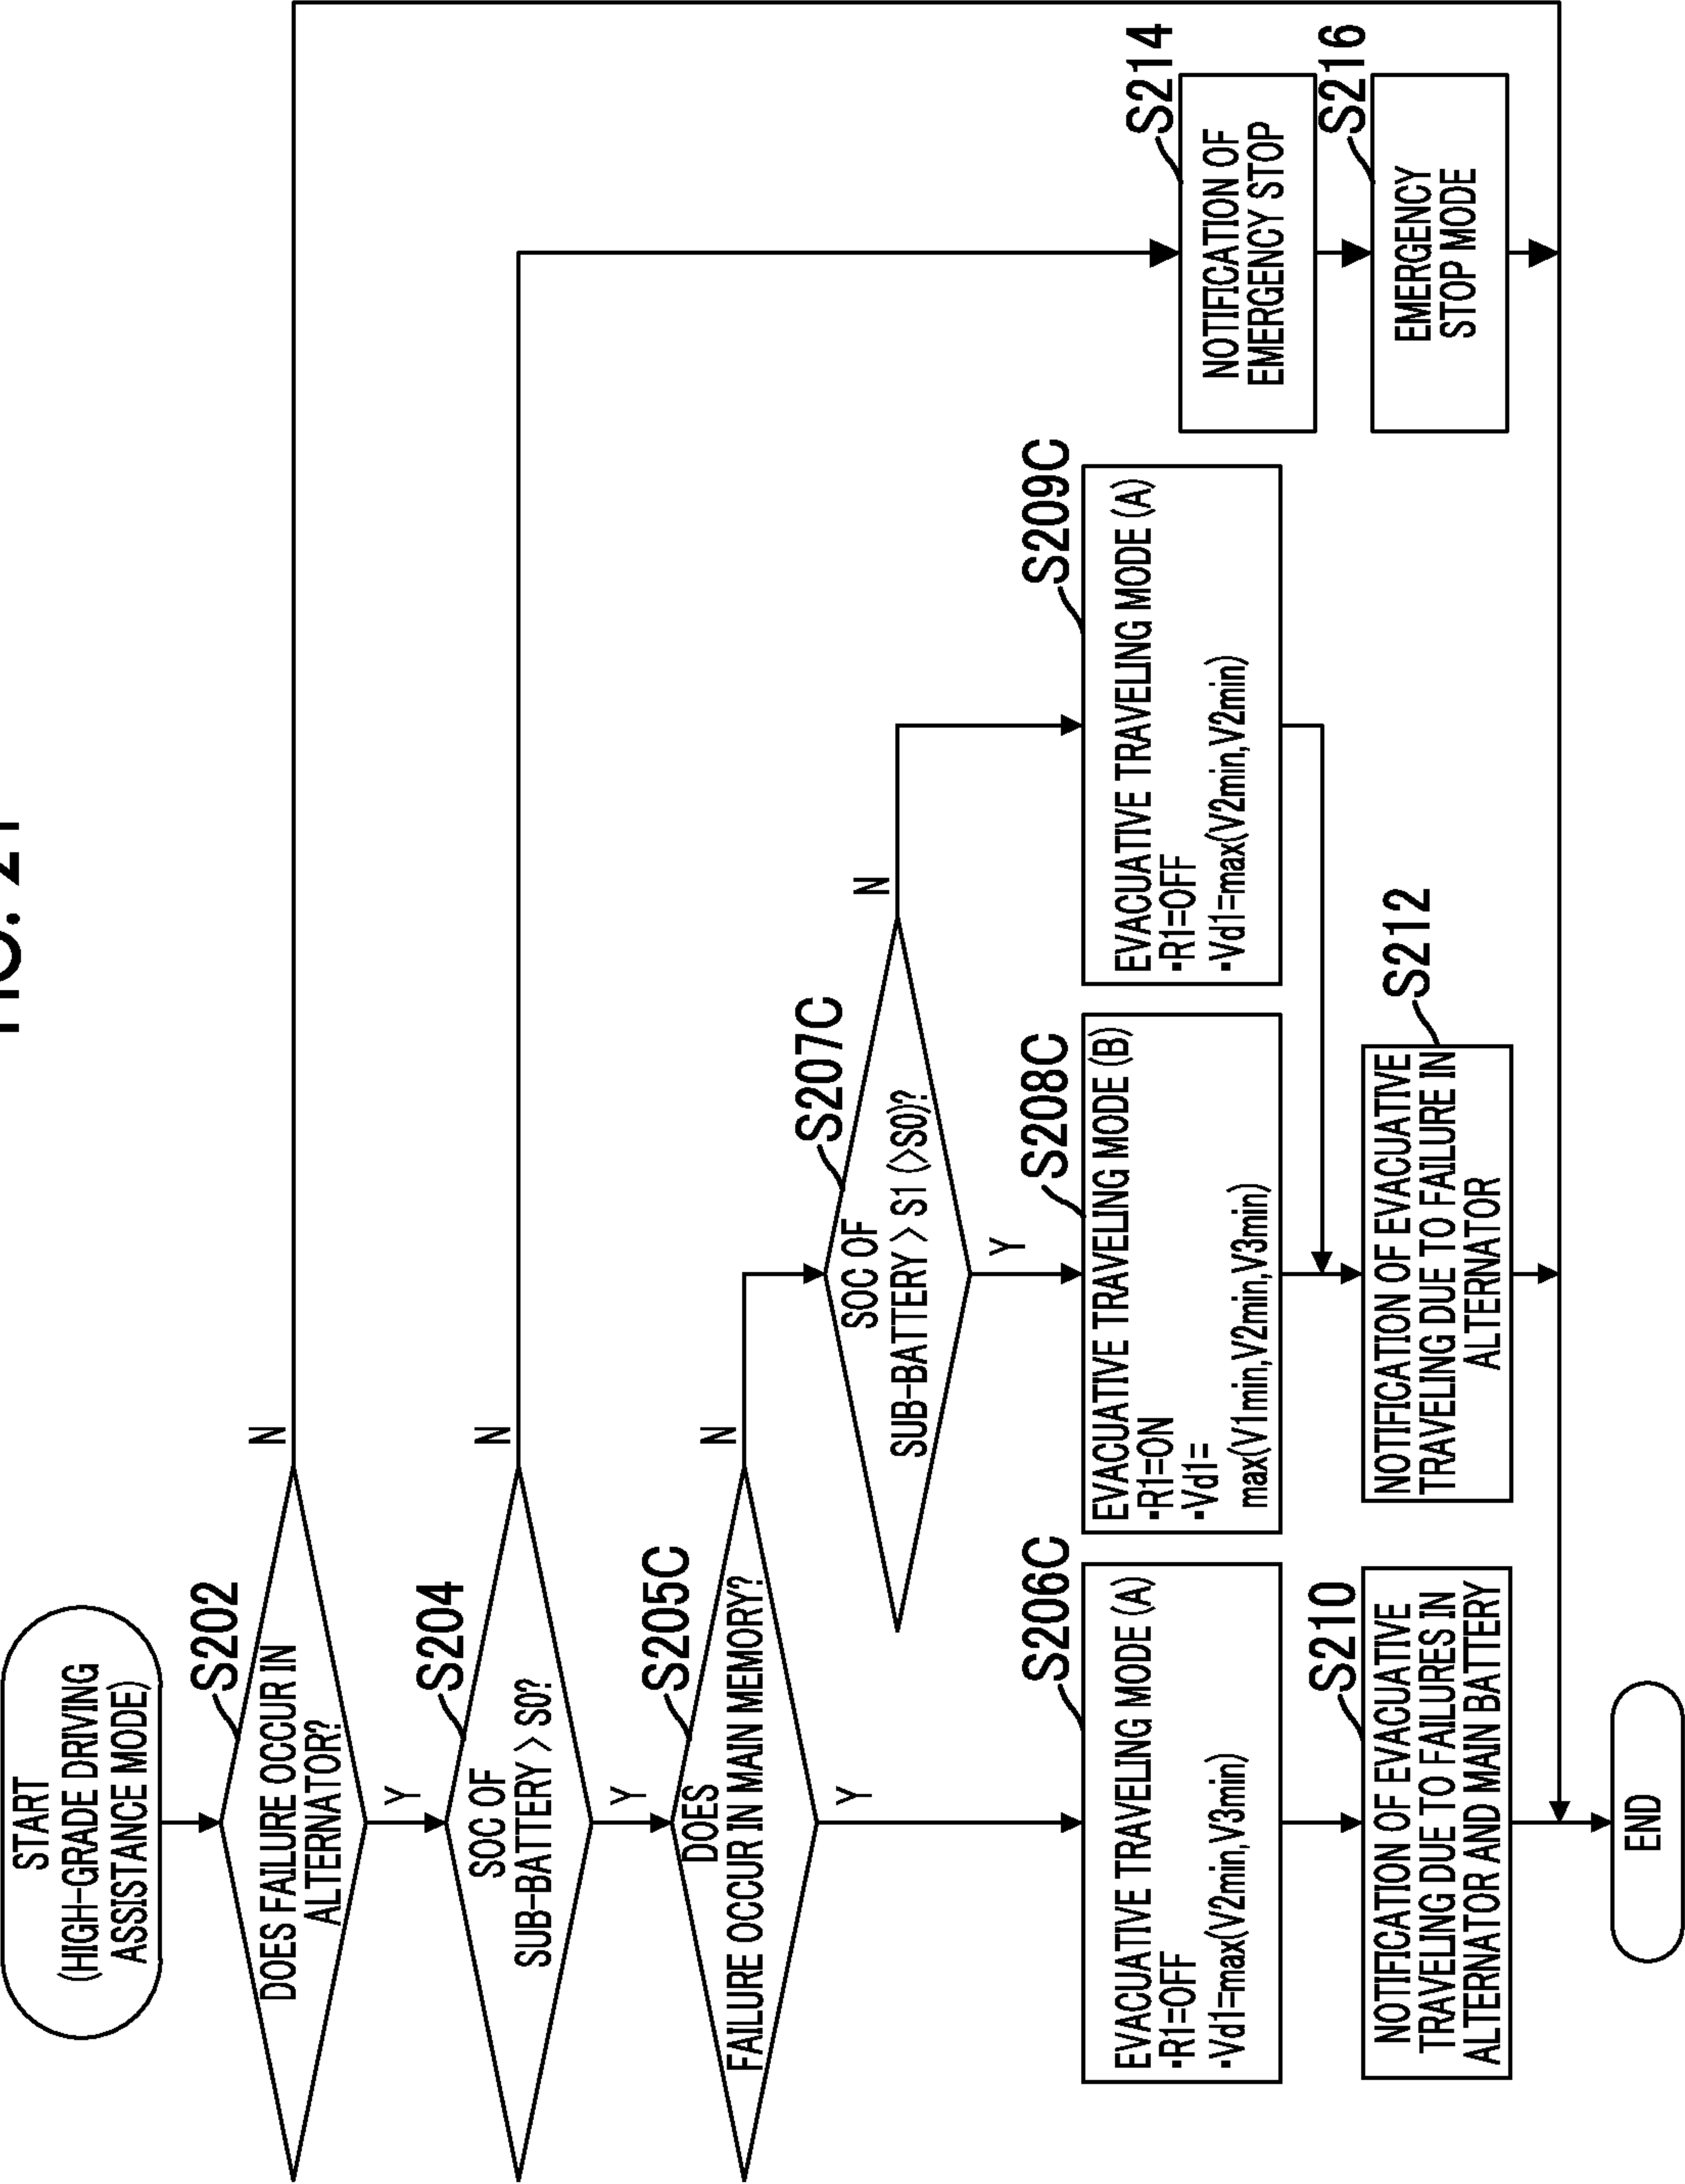 START
(HIGH-GRADE DRIVING
ASSISTANCE MODE)
S202
DOES FAILURE OCCUR IN
ALTERNATOR?
N
Y
S204
SOC OF
SUB-BATTERY > S0?
N
Y
S205C
DOES
FAILURE OCCUR IN MAIN MEMORY?
N
Y
S207C
SOC OF
SUB-BATTERY > S1 (>S0)?
N
Y
S206C
EVACUATIVE TRAVELING MODE (A)
•R1=OFF
•Vd1=max(V2min,V3min)
S208C
EVACUATIVE TRAVELING MODE (B)
•R1=ON
•Vd1=
max(V1min,V2min,V3min)
S209C
EVACUATIVE TRAVELING MODE (A)
•R1=OFF
•Vd1=max(V2min,V2min)
S210
NOTIFICATION OF EVACUATIVE
TRAVELING DUE TO FAILURES IN
ALTERNATOR AND MAIN BATTERY
S212
NOTIFICATION OF EVACUATIVE
TRAVELING DUE TO FAILURE IN
ALTERNATOR
S214
NOTIFICATION OF
EMERGENCY STOP
S216
EMERGENCY
STOP MODE
END